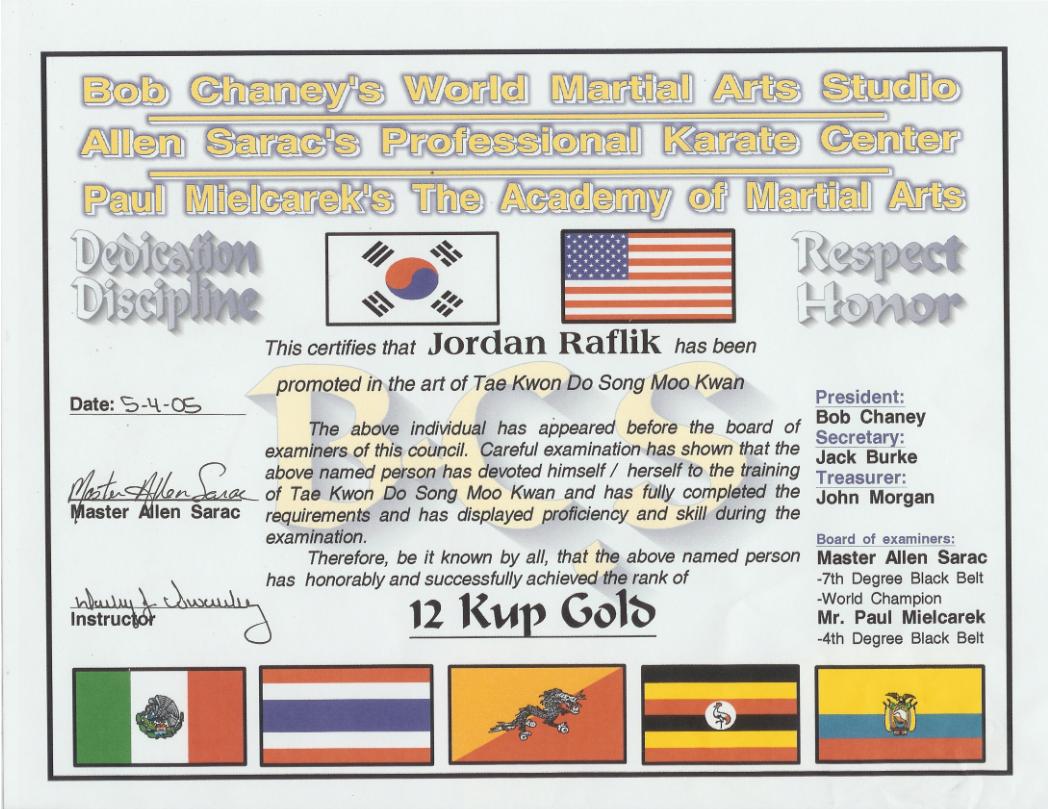 Bob Chaney's World Martial Arts Studio
Allen Sarac's Professional Karate Center
Paul Mielcarek's The Academy of Martial Arts
Dedication
Discipline
Respect
Honor
This certifies that Jordan Raflik has been
promoted in the art of Tae Kwon Do Song Moo Kwan
B.C.S.
Date: 5-4-05
The above individual has appeared before the board of
examiners of this council. Careful examination has shown that the
above named person has devoted himself / herself to the training
of Tae Kwon Do Song Moo Kwan and has fully completed the
requirements and has displayed proficiency and skill during the
examination.
Therefore, be it known by all, that the above named person
has honorably and successfully achieved the rank of
12 Kup Gold
Master Allen Sarac
Master Allen Sarac
Instructor
President:
Bob Chaney
Secretary:
Jack Burke
Treasurer:
John Morgan
Board of examiners:
Master Allen Sarac
-7th Degree Black Belt
-World Champion
Mr. Paul Mielcarek
-4th Degree Black Belt